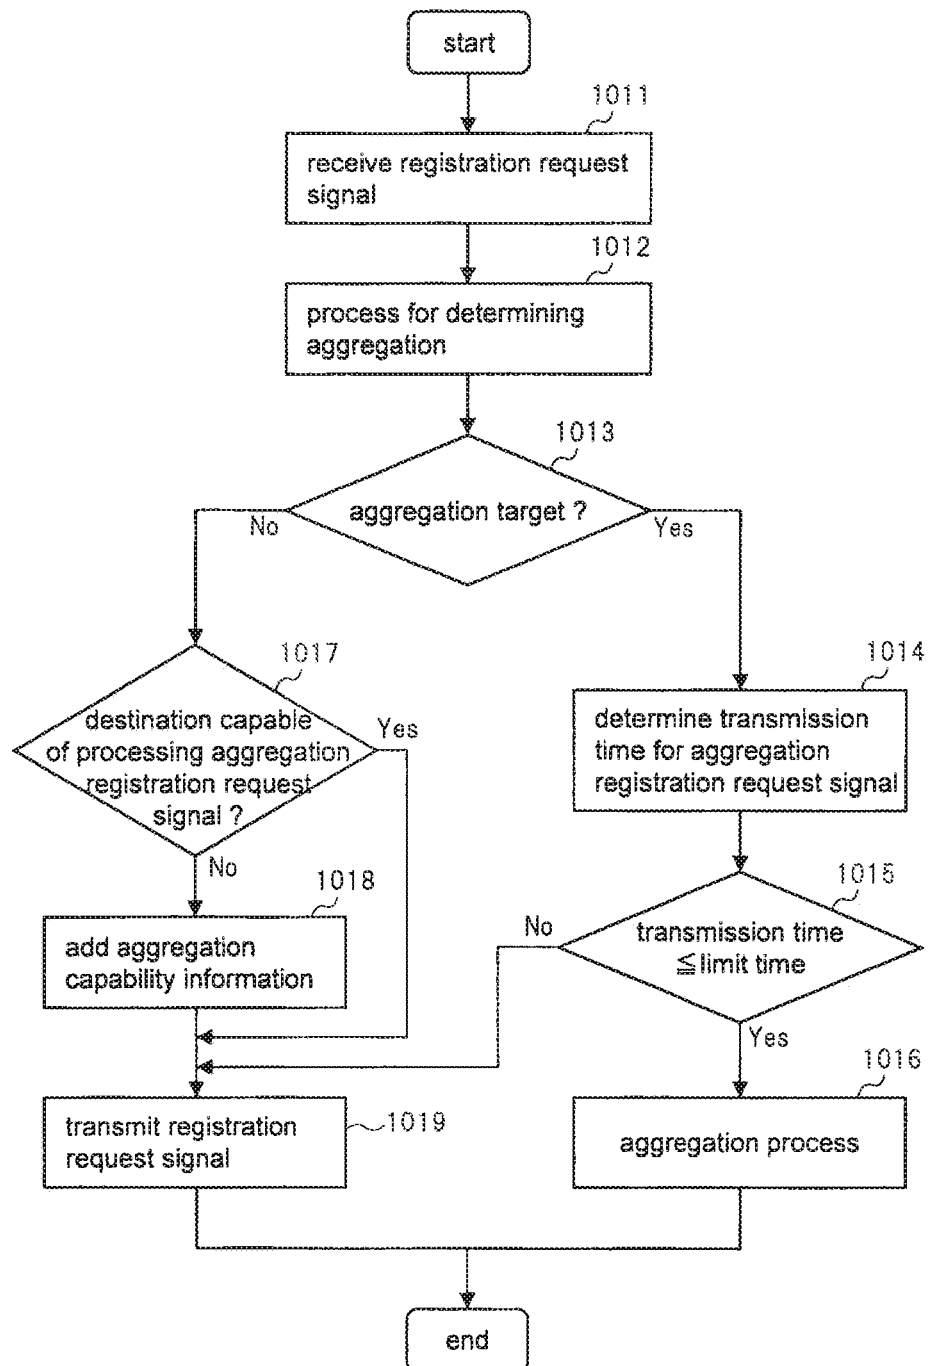 start
1011
receive registration request
signal
1012
process for determining
aggregation
1013
aggregation target ?
No
Yes
1017
destination capable
of processing aggregation
registration request
signal ?
Yes
No
1014
determine transmission
time for aggregation
registration request signal
1018
add aggregation
capability information
1015
transmission time
≦limit time
No
Yes
1016
aggregation process
transmit registration
request signal
1019
end